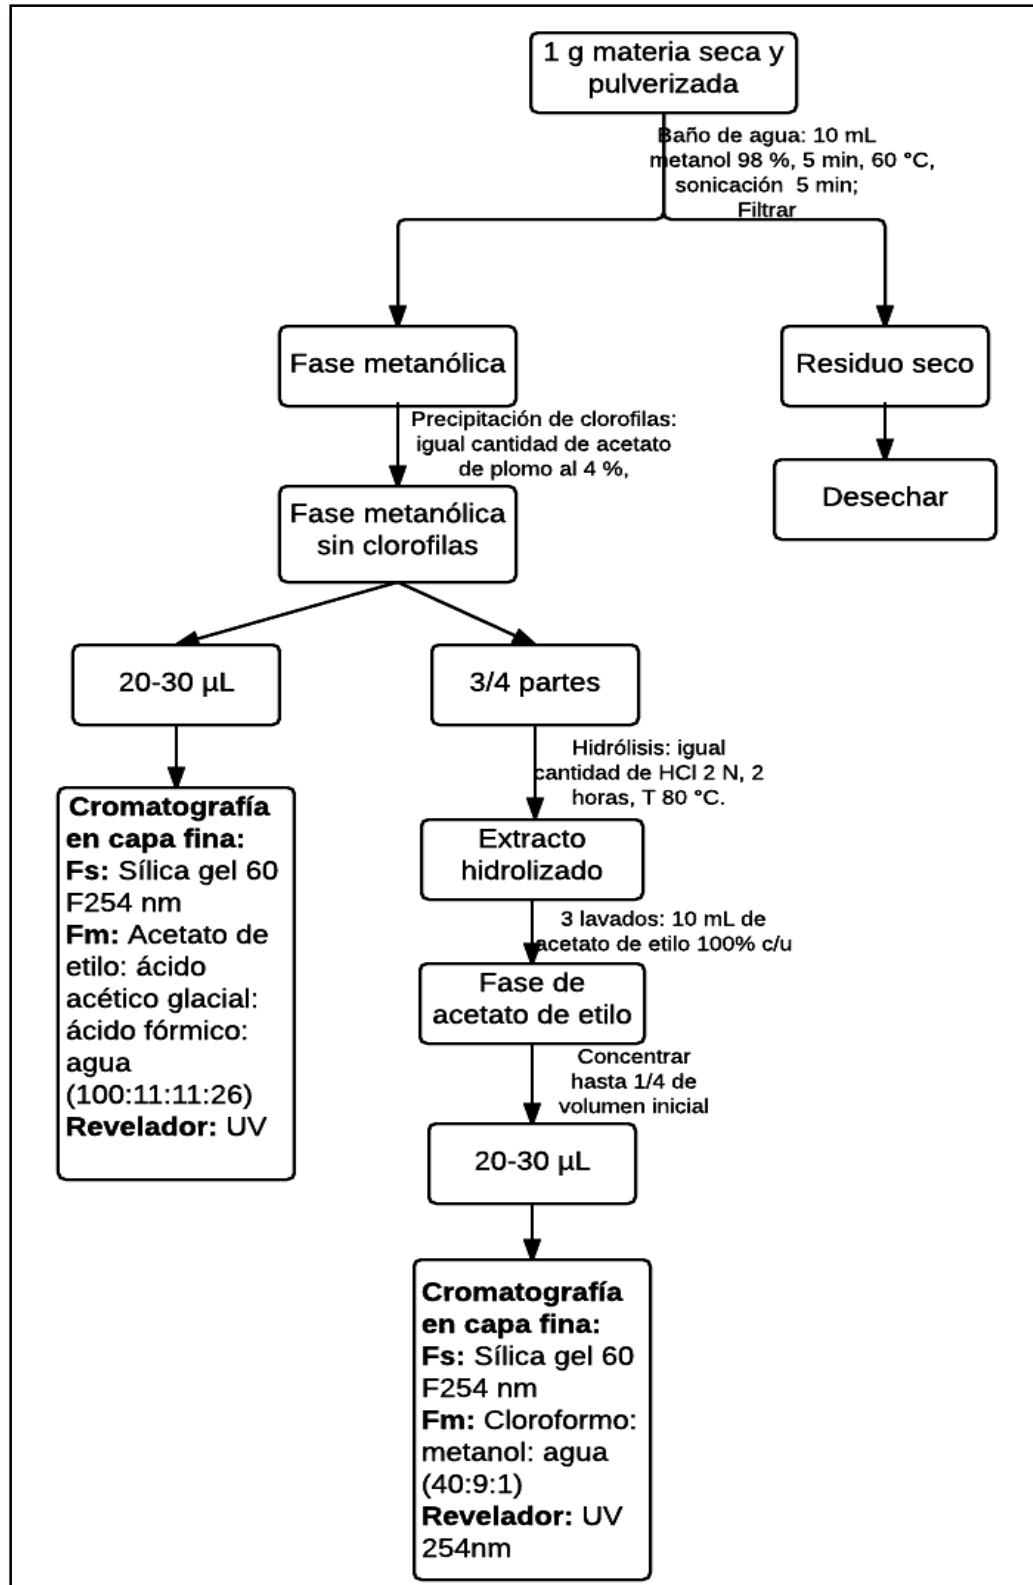 1 g materia seca y
pulverizada
Baño de agua: 10 mL
metanol 98 %, 5 min, 60 °C,
sonicación 5 min;
Filtrar
Fase metanólica
Residuo seco
Precipitación de clorofilas:
igual cantidad de acetato
de plomo al 4 %,
Desechar
Fase metanólica
sin clorofilas
20-30 µL
3/4 partes
Hidrólisis: igual
cantidad de HCl 2 N, 2
horas, T 80 °C.
Cromatografía
en capa fina:
Fs: Sílica gel 60
F254 nm
Fm: Acetato de
etilo: ácido
acético glacial:
ácido fórmico:
agua
(100:11:11:26)
Revelador: UV
Extracto
hidrolizado
3 lavados: 10 mL de
acetato de etilo 100% c/u
Fase de
acetato de etilo
Concentrar
hasta 1/4 de
volumen inicial
20-30 µL
Cromatografía
en capa fina:
Fs: Sílica gel 60
F254 nm
Fm: Cloroformo:
metanol: agua
(40:9:1)
Revelador: UV
254nm